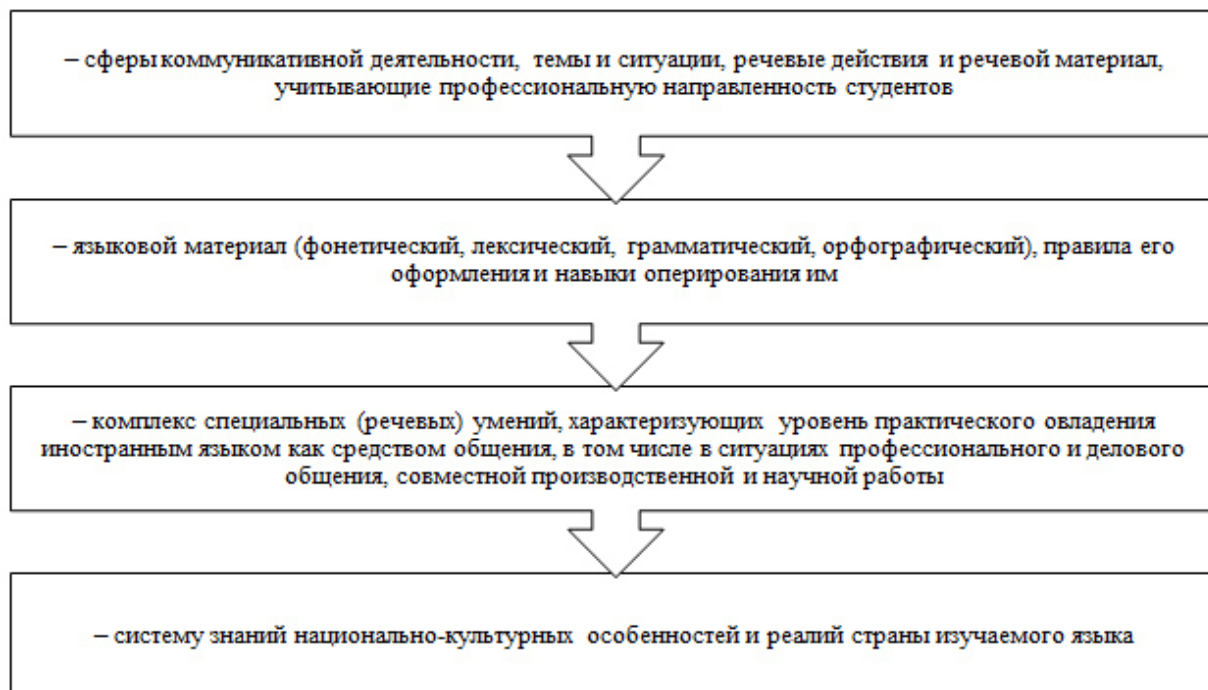 – сферы коммуникативной деятельности, темы и ситуации, речевые действия и речевой материал,
учитывающие профессиональную направленность студентов
– языковой материал (фонетический, лексический, грамматический, орфографический), правила его
оформления и навыки оперирования им
– комплекс специальных (речевых) умений, характеризующих уровень практического овладения
иностранным языком как средством общения, в том числе в ситуациях профессионального и делового
общения, совместной производственной и научной работы
– систему знаний национально-культурных особенностей и реалий страны изучаемого языка